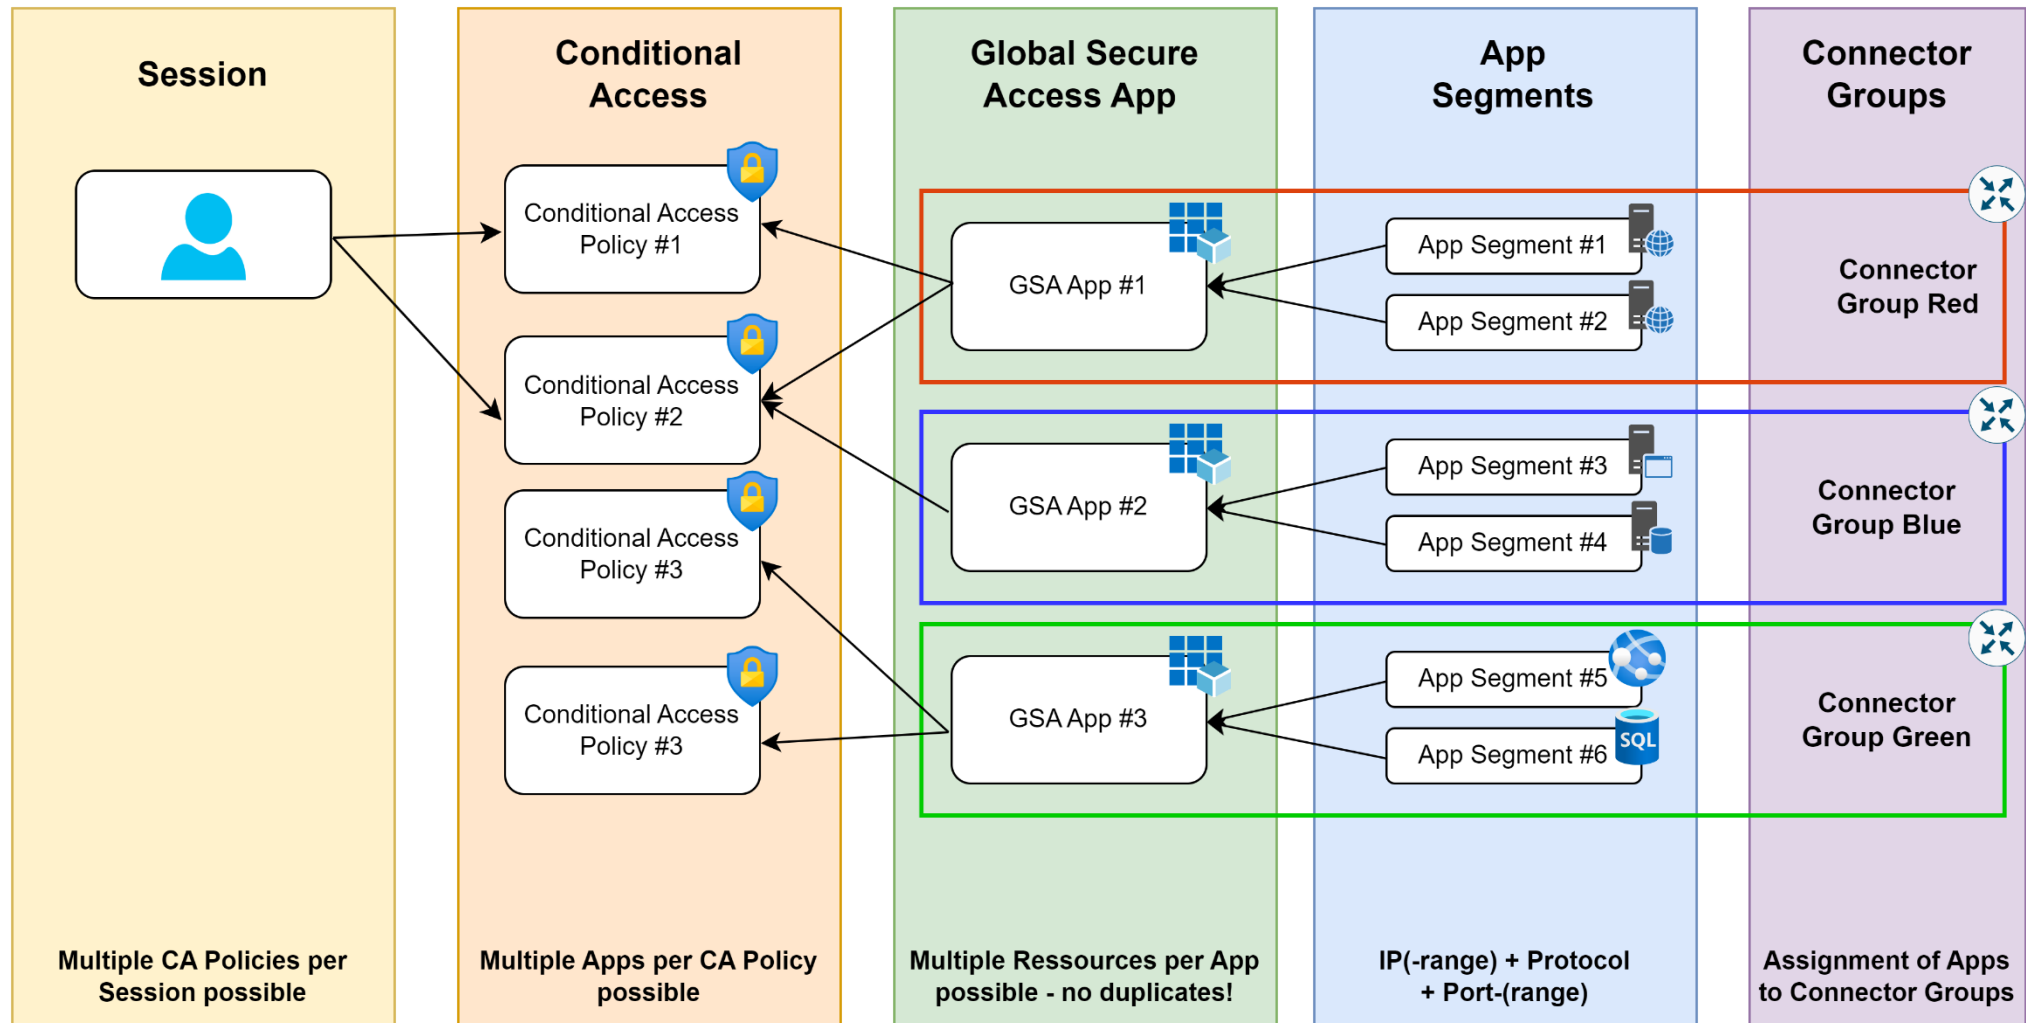 Session
Conditional
Access
Global Secure
Access App
App
Segments
Connector
Groups
Conditional Access
Policy #1
Conditional Access
Policy #2
Conditional Access
Policy #3
Conditional Access
Policy #3
GSA App #1
GSA App #2
GSA App #3
App Segment #1
App Segment #2
App Segment #3
App Segment #4
App Segment #5
App Segment #6
SQL
Connector
Group Red
Connector
Group Blue
Connector
Group Green
Multiple CA Policies per
Session possible
Multiple Apps per CA Policy
possible
Multiple Ressources per App
possible - no duplicates!
IP(-range) + Protocol
+ Port-(range)
Assignment of Apps
to Connector Groups